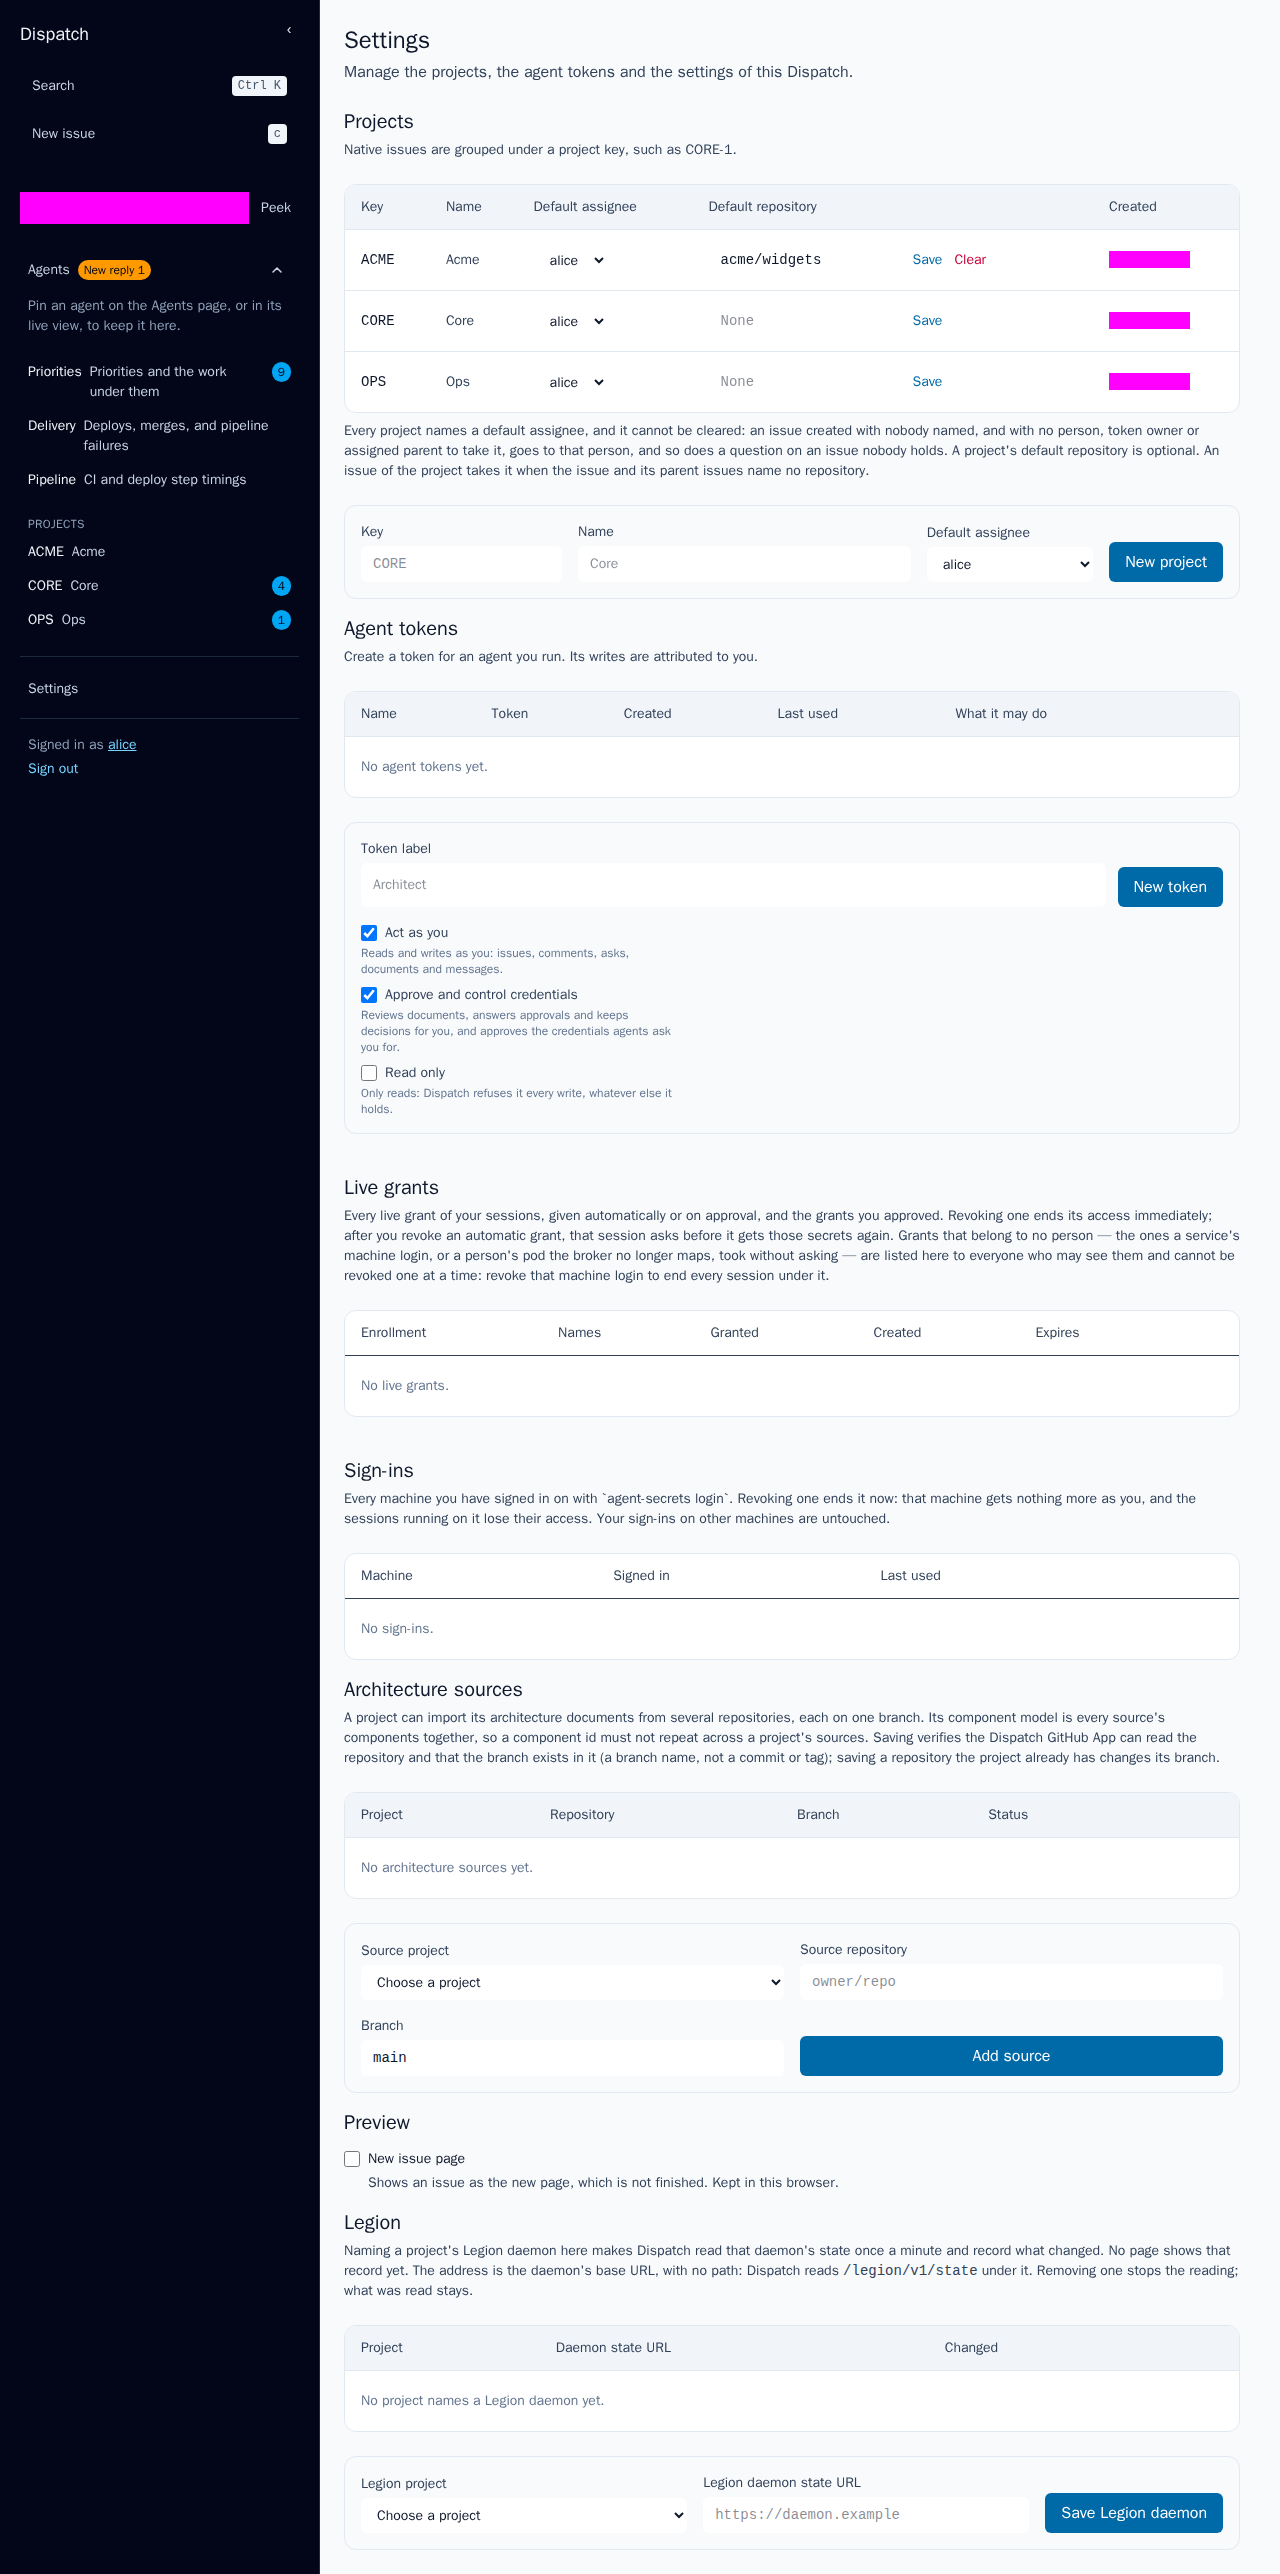 Dispatch
Search
Ctrl K
New issue
C
Peek
Agents New reply 1
Pin an agent on the Agents page, or in its
live view, to keep it here.
Priorities Priorities and the work 9
under them
Delivery Deploys, merges, and pipeline
failures
Pipeline CI and deploy step timings
PROJECTS
ACME Acme
CORE Core 4
OPS Ops 1
Settings
Signed in as alice
Sign out
Settings
Manage the projects, the agent tokens and the settings of this Dispatch.
Projects
Native issues are grouped under a project key, such as CORE-1.
Key Name Default assignee Default repository Created
ACME Acme alice acme/widgets Save Clear
CORE Core alice None Save
OPS Ops alice None Save
Every project names a default assignee, and it cannot be cleared: an issue created with nobody named, and with no person, token owner or
assigned parent to take it, goes to that person, and so does a question on an issue nobody holds. A project's default repository is optional. An
issue of the project takes it when the issue and its parent issues name no repository.
Key Name Default assignee
CORE Core alice New project
Agent tokens
Create a token for an agent you run. Its writes are attributed to you.
Name Token Created Last used What it may do
No agent tokens yet.
Token label
Architect New token
Act as you
Reads and writes as you: issues, comments, asks,
documents and messages.
Approve and control credentials
Reviews documents, answers approvals and keeps
decisions for you, and approves the credentials agents ask
you for.
Read only
Only reads: Dispatch refuses it every write, whatever else it
holds.
Live grants
Every live grant of your sessions, given automatically or on approval, and the grants you approved. Revoking one ends its access immediately;
after you revoke an automatic grant, that session asks before it gets those secrets again. Grants that belong to no person — the ones a service's
machine login, or a person's pod the broker no longer maps, took without asking — are listed here to everyone who may see them and cannot be
revoked one at a time: revoke that machine login to end every session under it.
Enrollment Names Granted Created Expires
No live grants.
Sign-ins
Every machine you have signed in on with `agent-secrets login`. Revoking one ends it now: that machine gets nothing more as you, and the
sessions running on it lose their access. Your sign-ins on other machines are untouched.
Machine Signed in Last used
No sign-ins.
Architecture sources
A project can import its architecture documents from several repositories, each on one branch. Its component model is every source's
components together, so a component id must not repeat across a project's sources. Saving verifies the Dispatch GitHub App can read the
repository and that the branch exists in it (a branch name, not a commit or tag); saving a repository the project already has changes its branch.
Project Repository Branch Status
No architecture sources yet.
Source project Source repository
Choose a project owner/repo
Branch
main Add source
Preview
New issue page
Shows an issue as the new page, which is not finished. Kept in this browser.
Legion
Naming a project's Legion daemon here makes Dispatch read that daemon's state once a minute and record what changed. No page shows that
record yet. The address is the daemon's base URL, with no path: Dispatch reads /legion/v1/state under it. Removing one stops the reading;
what was read stays.
Project Daemon state URL Changed
No project names a Legion daemon yet.
Legion project Legion daemon state URL
Choose a project https://daemon.example Save Legion daemon